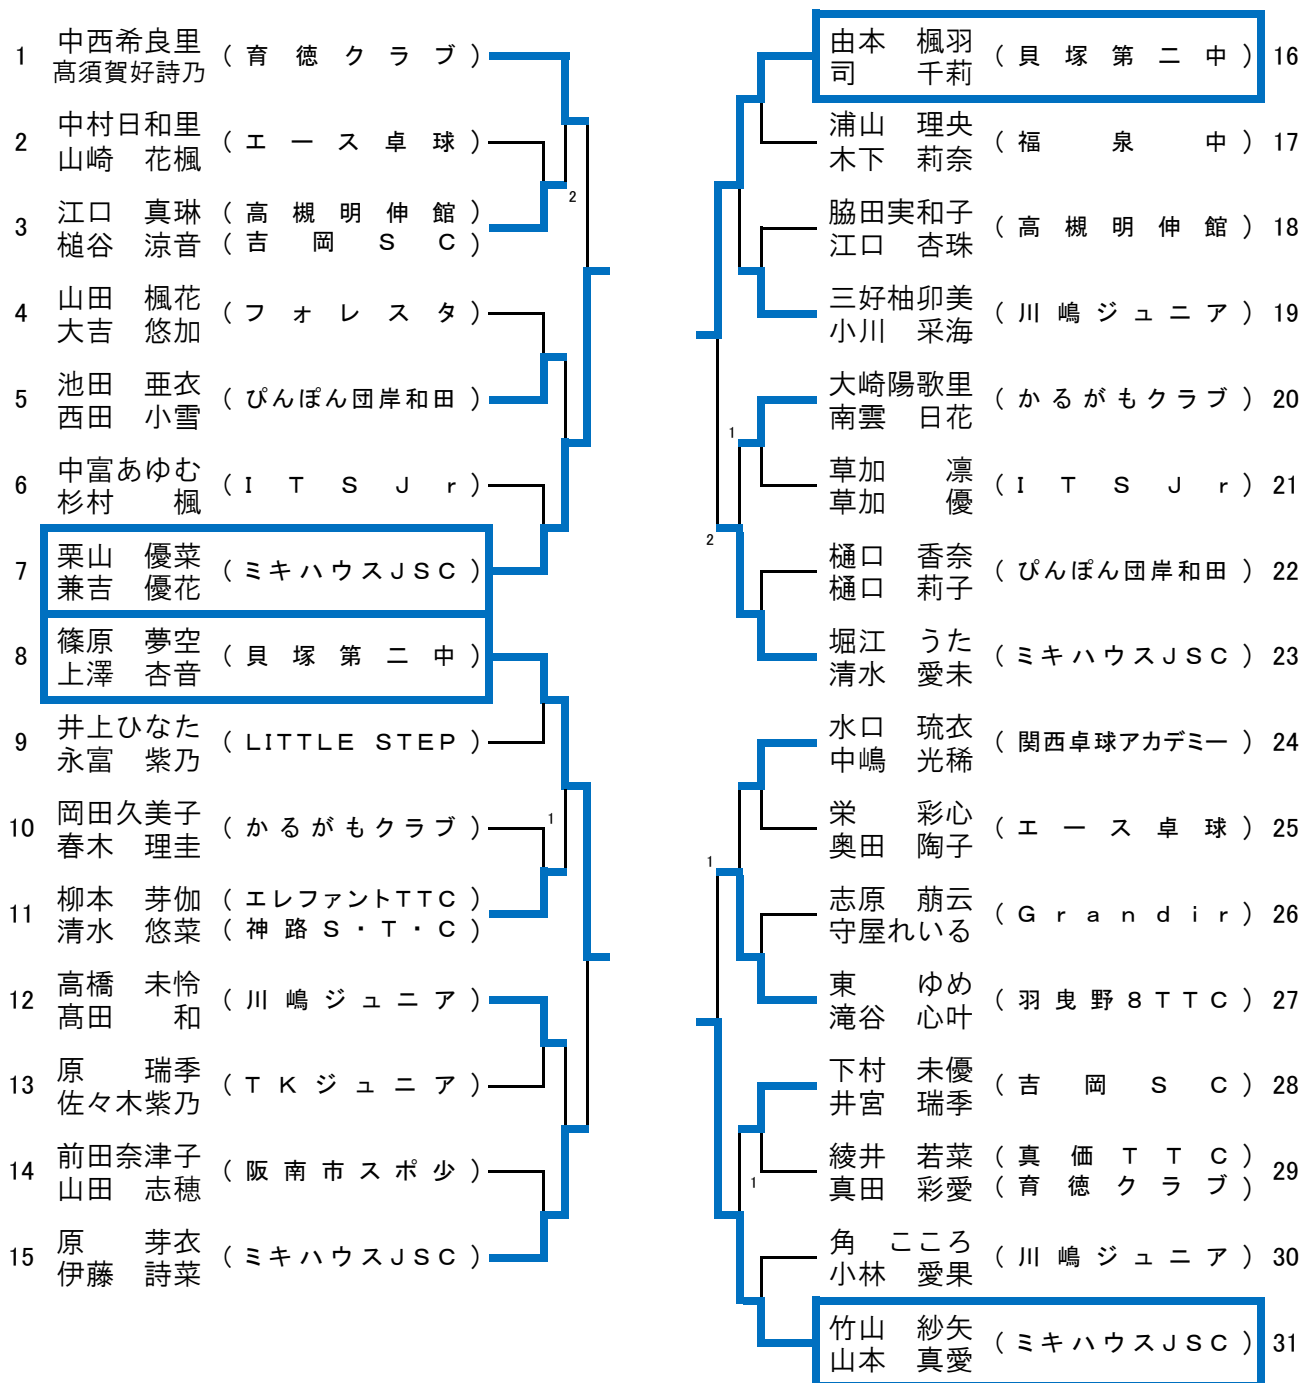 1 中西希良里 (育徳クラブ)
髙須賀好詩乃
2 中村日和里 (エース卓球)
山崎 花楓
2
3 江口 真琳 (高槻明伸館)
槌谷 涼音 (吉岡SC)
4 山田 楓花 (フォレスタ)
大吉 悠加
5 池田 亜衣 (ぴんぽん団岸和田)
西田 小雪
6 中富あゆむ (ITSJr)
杉村 楓
7 栗山 優菜 (ミキハウスJSC)
兼吉 優花
8 篠原 夢空 (貝塚第二中)
上澤 杏音
9 井上ひなた (LITTLE STEP)
永富 紫乃
10 岡田久美子 (かるがもクラブ)
春木 理圭
1
11 柳本 芽伽 (エレファントTTC)
清水 悠菜 (神路S・T・C)
12 高橋 未怜 (川嶋ジュニア)
髙田 和
13 原 瑞季 (TKジュニア)
佐々木紫乃
14 前田奈津子 (阪南市スポ少)
山田 志穂
15 原 芽衣 (ミキハウスJSC)
伊藤 詩菜
由本 楓羽 (貝塚第二中) 16
司 千莉
浦山 理央 (福泉中) 17
木下 莉奈
脇田実和子 (高槻明伸館) 18
江口 杏珠
三好柚卯美 (川嶋ジュニア) 19
小川 采海
大崎陽歌里 (かるがもクラブ) 20
南雲 日花
1
草加 凛 (ITSJr) 21
草加 優
2
樋口 香奈 (ぴんぽん団岸和田) 22
樋口 莉子
堀江 うた (ミキハウスJSC) 23
清水 愛未
水口 琉衣 (関西卓球アカデミー) 24
中嶋 光稀
栄 彩心 (エース卓球) 25
奥田 陶子
1
志原 萠云 (Grandir) 26
守屋れいる
東 ゆめ (羽曳野8TTC) 27
滝谷 心叶
下村 未優 (吉岡SC) 28
井宮 瑞季
綾井 若菜 (真価TTC) 29
真田 彩愛 (育徳クラブ)
1
角 こころ (川嶋ジュニア) 30
小林 愛果
竹山 紗矢 (ミキハウスJSC) 31
山本 真愛